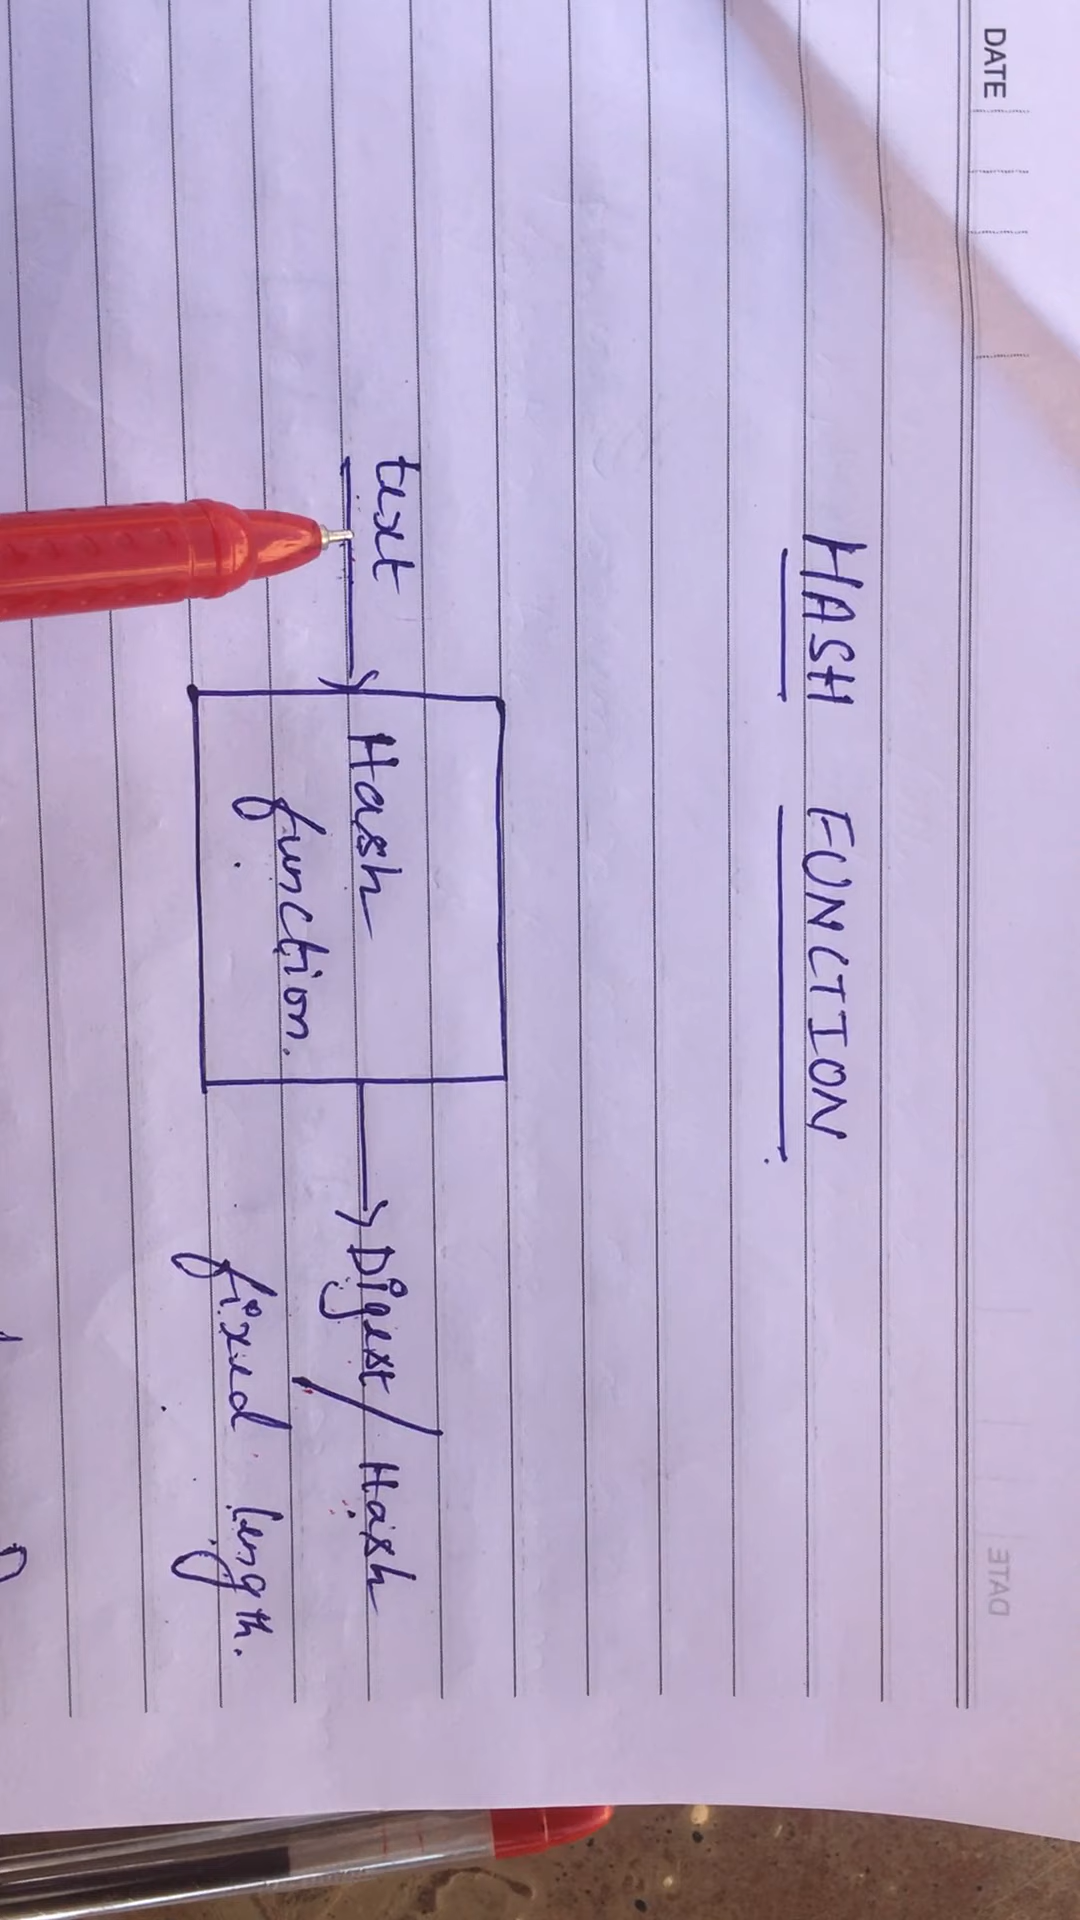 DATE
HASH FUNCTION
text
Hash
function.
Digest / Hash
fixed length.
DATE